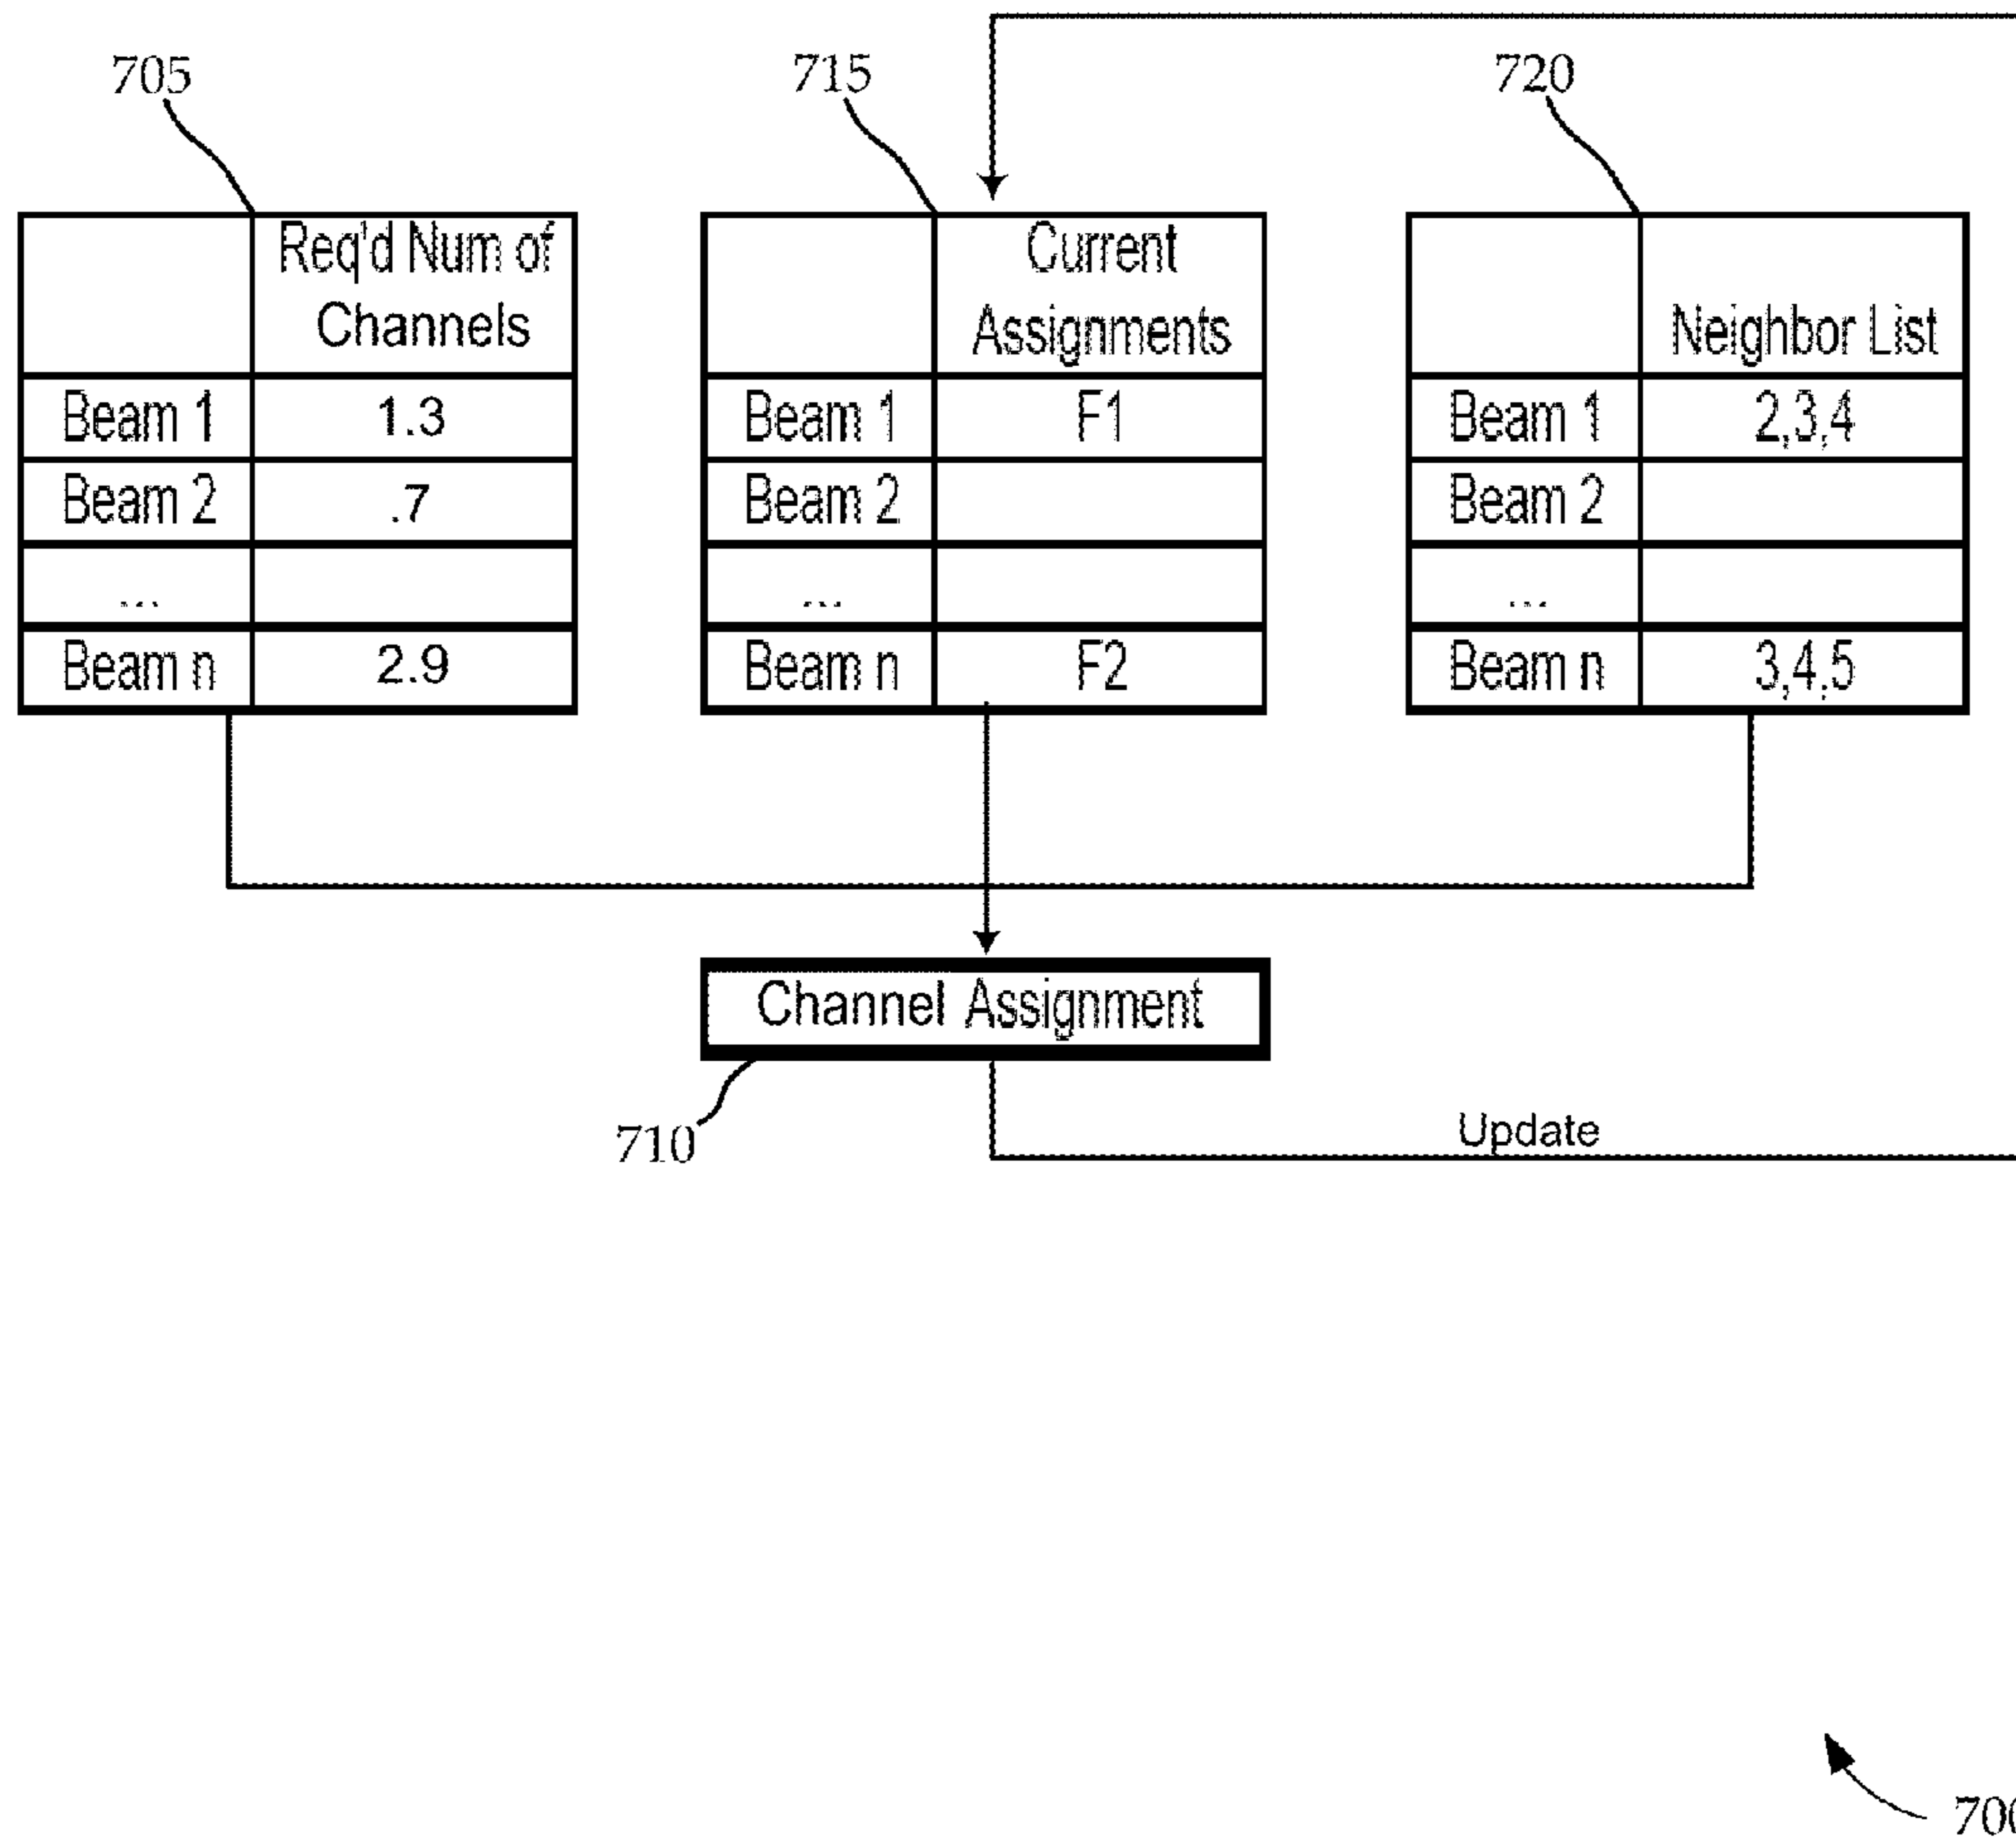 705
715
720
Req'd Num of
Channels
Beam 1 1.3
Beam 2 .7
...
Beam n 2.9
Current
Assignments
Beam 1 F1
Beam 2
...
Beam n F2
Neighbor List
Beam 1 2,3,4
Beam 2
...
Beam n 3,4,5
Channel Assignment
710
Update
700